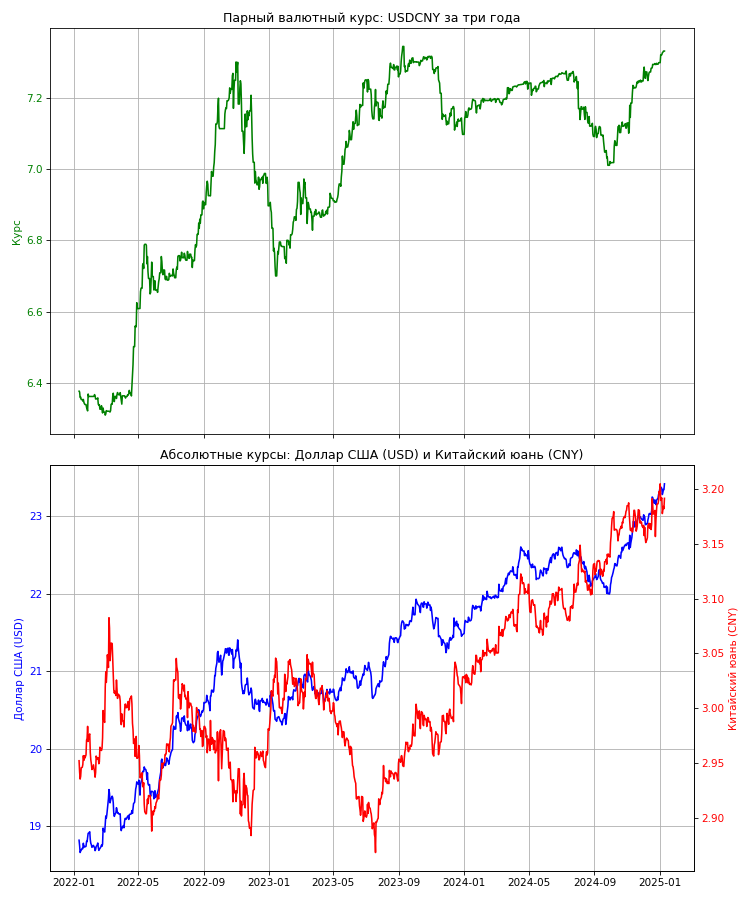 Парный валютный курс: USDCNY за три года
Курс
7.2
7.0
6.8
6.6
6.4
Абсолютные курсы: Доллар США (USD) и Китайский юань (CNY)
Доллар США (USD)
23
22
21
20
19
3.20
3.15
3.10
3.05
3.00
2.95
2.90
Китайский юань (CNY)
2022-01 2022-05 2022-09 2023-01 2023-05 2023-09 2024-01 2024-05 2024-09 2025-01